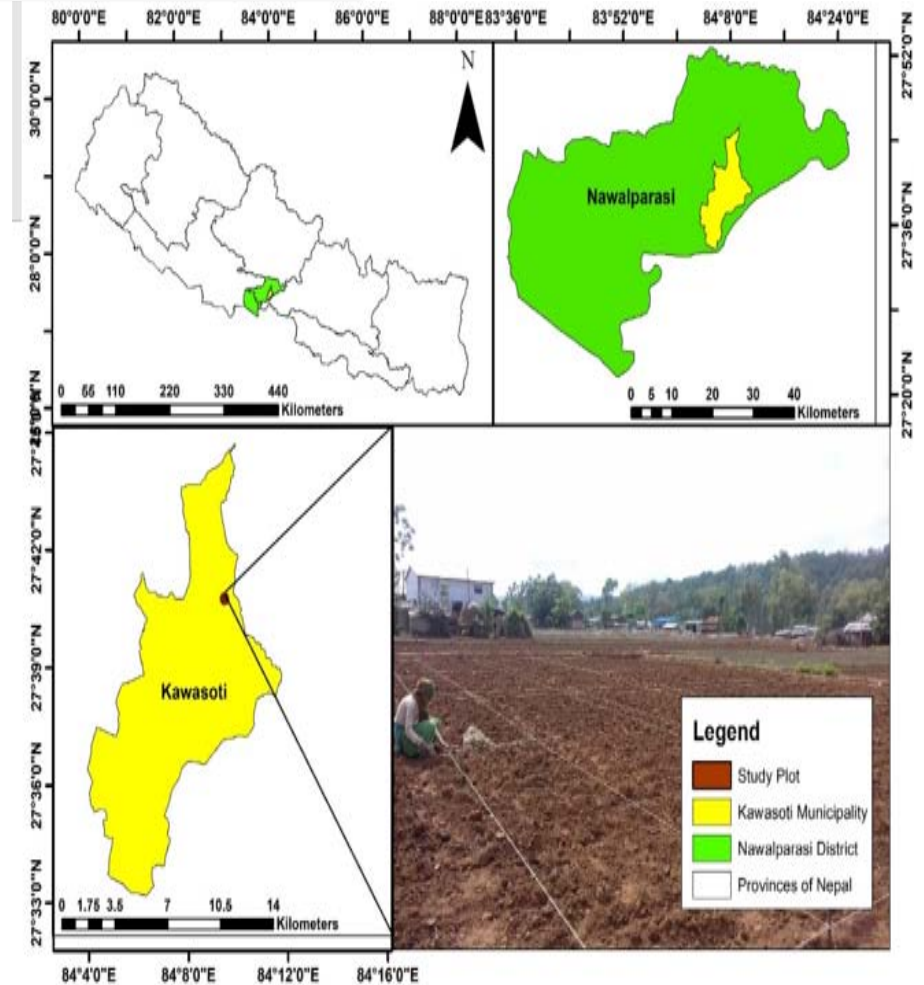 80°0'0"E 82°0'0"E 84°0'0"E 86°0'0"E 88°0'0"E
83°36'0"E 83°52'0"E 84°8'0"E 84°24'0"E
30°0'0"N
28°0'0"N
N
0 55 110 220 330 440
Kilometers
Nawalparasi
27°52'0"N
27°36'0"N
27°20'0"N
0 5 10 20 30 40
Kilometers
27°42'0"N
27°39'0"N
27°36'0"N
27°33'0"N
Kawasoti
0 1.75 3.5 7 10.5 14
Kilometers
84°4'0"E 84°8'0"E 84°12'0"E 84°16'0"E
Legend
Study Plot
Kawasoti Municipality
Nawalparasi District
Provinces of Nepal